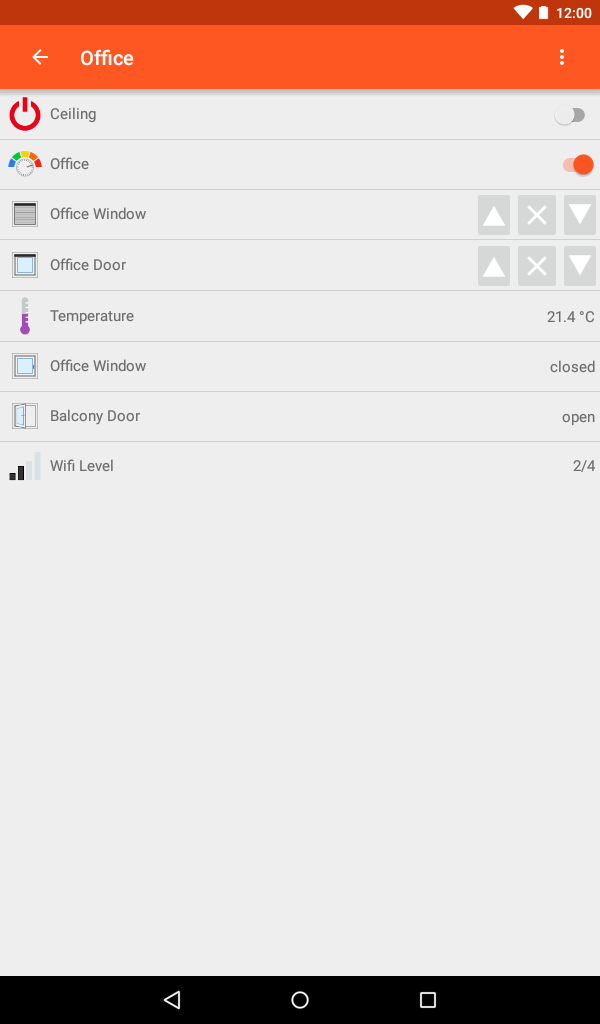 12:00
Office
Ceiling
Office
Office Window
Office Door
Temperature 21.4 °C
Office Window closed
Balcony Door open
Wifi Level 2/4